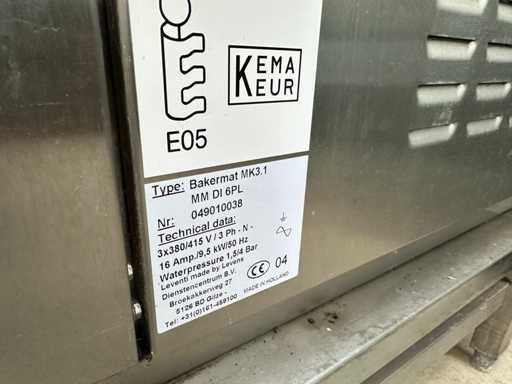 E05
KEMA
KEUR
Type: Bakermat MK3.1
MM DI 6PL
Nr: 049010038
Technical data:
3x380/415 V / 3 Ph - N -
16 Amp./9,5 kW/50 Hz
Waterpressure 1,5/4 Bar
Leventi made by Levens
Dienstencentrum B.V.
Broekakkerweg 27
5126 BD Gilze -
Tel: +31(0)161-459100
CE 04
MADE IN HOLLAND